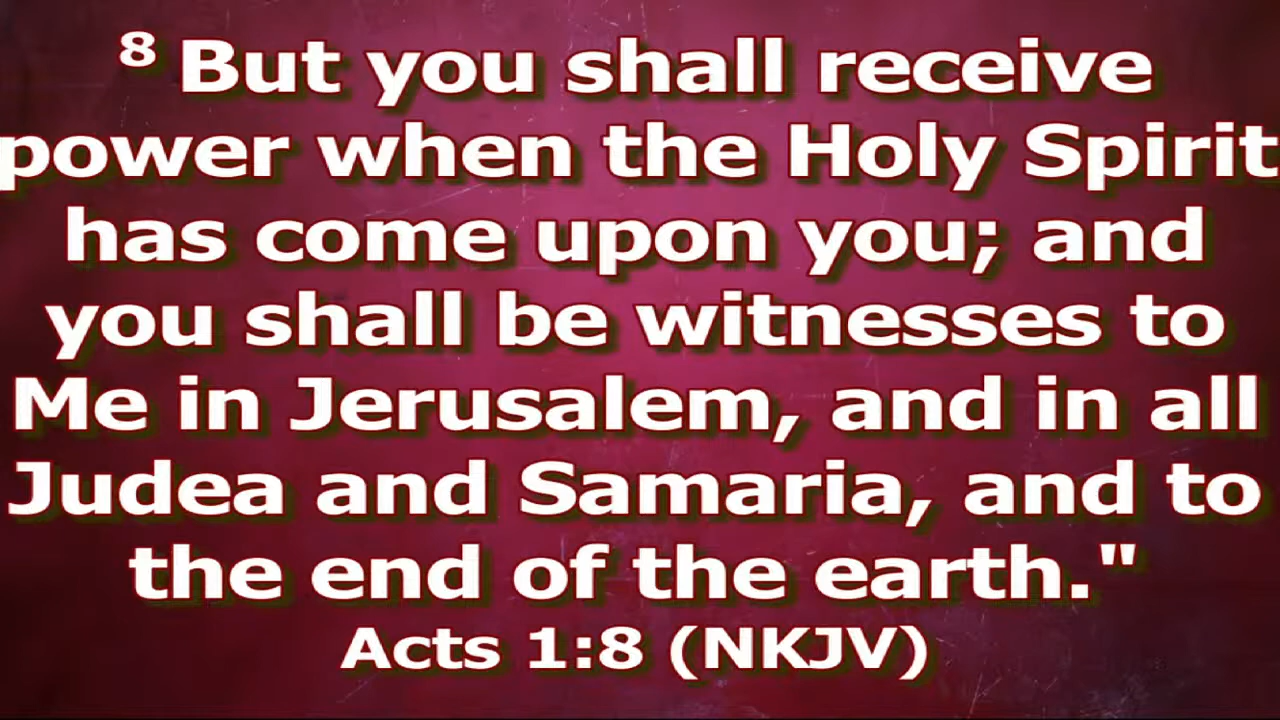 8 But you shall receive
power when the Holy Spirit
has come upon you; and
you shall be witnesses to
Me in Jerusalem, and in all
Judea and Samaria, and to
the end of the earth."
Acts 1:8 (NKJV)